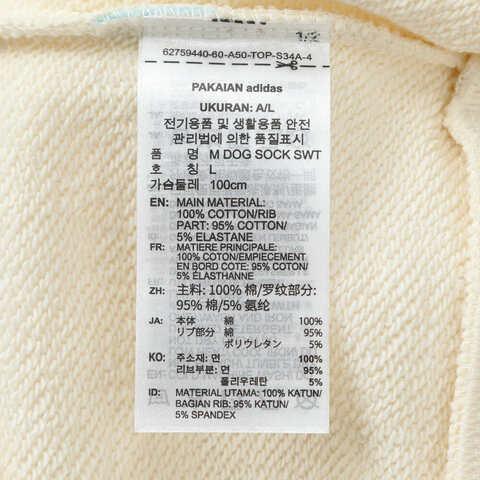 1/2
62759440-60-A50-TOP-S34A-4
PAKAIAN adidas
UKURAN: A/L
전기용품 및 생활용품 안전
관리법에 의한 품질표시
품 명 M DOG SOCK SWT
호 칭 L
가슴둘레 100cm
EN: MAIN MATERIAL:
100% COTTON/RIB
PART: 95% COTTON/
5% ELASTANE
FR: MATIERE PRINCIPALE:
100% COTON/EMPIECEMENT
EN BORD COTE: 95% COTON/
5% ÉLASTHANNE
ZH: 主料: 100% 棉/罗纹部分:
95% 棉/5% 氨纶
JA: 本体 綿 100%
リブ部分 綿 95%
ポリウレタン 5%
KO: 주소재: 면 100%
리브부분: 면 95%
폴리우레탄 5%
ID: MATERIAL UTAMA: 100% KATUN/
BAGIAN RIB: 95% KATUN/
5% SPANDEX